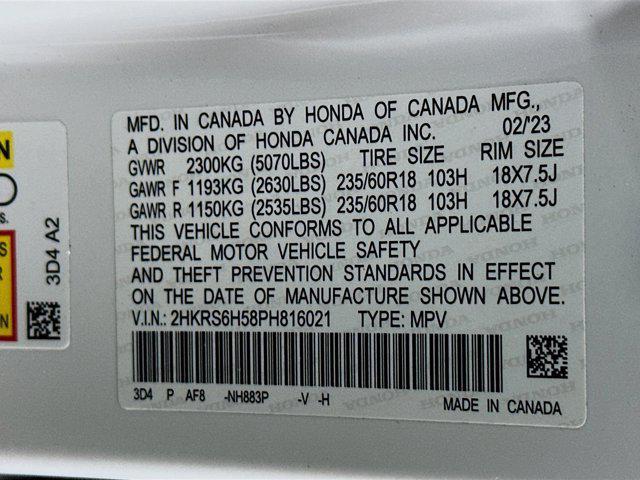 MFD. IN CANADA BY HONDA OF CANADA MFG.,
A DIVISION OF HONDA CANADA INC. 02/'23
GVWR 2300KG (5070LBS) TIRE SIZE RIM SIZE
GAWR F 1193KG (2630LBS) 235/60R18 103H 18X7.5J
GAWR R 1150KG (2535LBS) 235/60R18 103H 18X7.5J
THIS VEHICLE CONFORMS TO ALL APPLICABLE
FEDERAL MOTOR VEHICLE SAFETY
AND THEFT PREVENTION STANDARDS IN EFFECT
ON THE DATE OF MANUFACTURE SHOWN ABOVE.
V.I.N.: 2HKRS6H58PH816021 TYPE: MPV
3D4 P AF8 -NH883P -V -H
MADE IN CANADA
3D4 A2